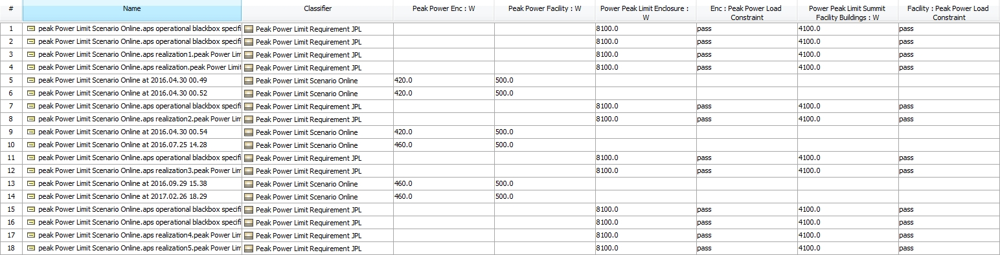 # Name Classifier Peak Power Enc : W Peak Power Facility : W Power Peak Limit Enclosure : W Enc : Peak Power Load Constraint Power Peak Limit Summit Facility Buildings : W Facility : Peak Power Load Constraint
1 peak Power Limit Scenario Online.aps operational blackbox specifi Peak Power Limit Requirement JPL 8100.0 pass 4100.0 pass
2 peak Power Limit Scenario Online.aps operational blackbox specifi Peak Power Limit Requirement JPL 8100.0 pass 4100.0 pass
3 peak Power Limit Scenario Online.aps realization1.peak Power Lim Peak Power Limit Requirement JPL 8100.0 pass 4100.0 pass
4 peak Power Limit Scenario Online.aps realization.peak Power Limit Peak Power Limit Requirement JPL 8100.0 pass 4100.0 pass
5 peak Power Limit Scenario Online at 2016.04.30 00.49 Peak Power Limit Scenario Online 420.0 500.0
6 peak Power Limit Scenario Online at 2016.04.30 00.52 Peak Power Limit Scenario Online 420.0 500.0
7 peak Power Limit Scenario Online.aps operational blackbox specifi Peak Power Limit Requirement JPL 8100.0 pass 4100.0 pass
8 peak Power Limit Scenario Online.aps realization2.peak Power Lim Peak Power Limit Requirement JPL 8100.0 pass 4100.0 pass
9 peak Power Limit Scenario Online at 2016.04.30 00.54 Peak Power Limit Scenario Online 420.0 500.0
10 peak Power Limit Scenario Online at 2016.07.25 14.28 Peak Power Limit Scenario Online 460.0 500.0
11 peak Power Limit Scenario Online.aps operational blackbox specifi Peak Power Limit Requirement JPL 8100.0 pass 4100.0 pass
12 peak Power Limit Scenario Online.aps realization3.peak Power Lim Peak Power Limit Requirement JPL 8100.0 pass 4100.0 pass
13 peak Power Limit Scenario Online at 2016.09.29 15.38 Peak Power Limit Scenario Online 460.0 500.0
14 peak Power Limit Scenario Online at 2017.02.26 18.29 Peak Power Limit Scenario Online 460.0 500.0
15 peak Power Limit Scenario Online.aps operational blackbox specifi Peak Power Limit Requirement JPL 8100.0 pass 4100.0 pass
16 peak Power Limit Scenario Online.aps operational blackbox specifi Peak Power Limit Requirement JPL 8100.0 pass 4100.0 pass
17 peak Power Limit Scenario Online.aps realization4.peak Power Lim Peak Power Limit Requirement JPL 8100.0 pass 4100.0 pass
18 peak Power Limit Scenario Online.aps realization5.peak Power Lim Peak Power Limit Requirement JPL 8100.0 pass 4100.0 pass